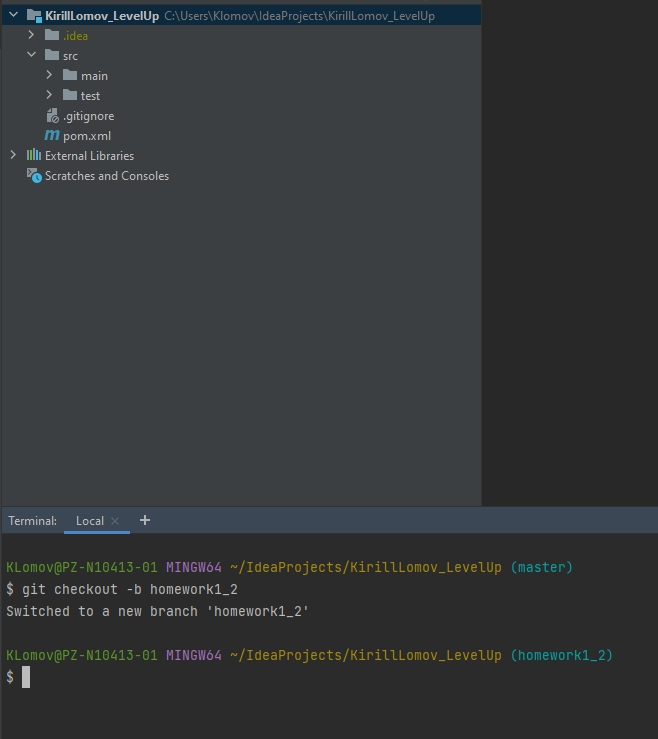 KirillLomov_LevelUp C:\Users\Klomov\IdeaProjects\KirillLomov_LevelUp
.idea
src
main
test
.gitignore
pom.xml
External Libraries
Scratches and Consoles
Terminal: Local × +
KLomov@PZ-N10413-01 MINGW64 ~/IdeaProjects/KirillLomov_LevelUp (master)
$ git checkout -b homework1_2
Switched to a new branch 'homework1_2'
KLomov@PZ-N10413-01 MINGW64 ~/IdeaProjects/KirillLomov_LevelUp (homework1_2)
$